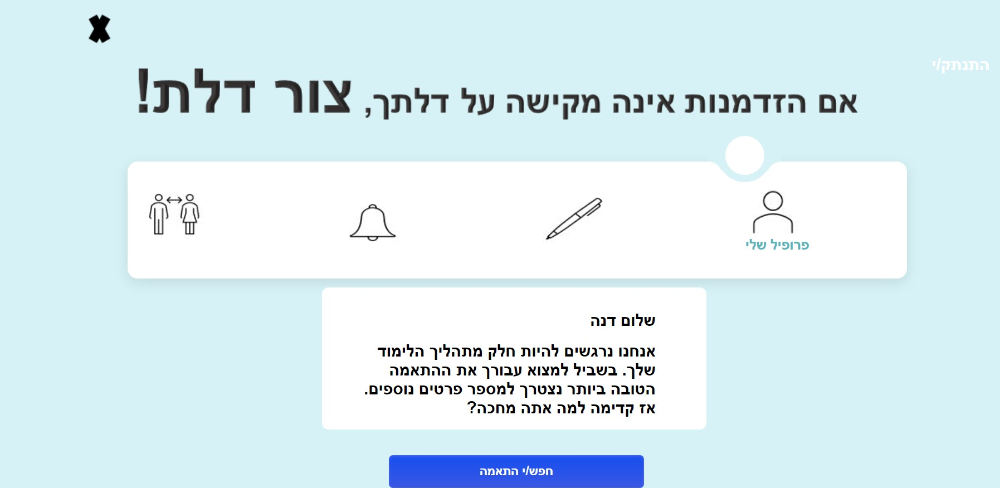 התנתק/י
אם הזדמנות אינה מקישה על דלתך, צור דלת!
פרופיל שלי
שלום דנה
אנחנו נרגשים להיות חלק מתהליך הלימוד
שלך. בשביל למצוא עבורך את ההתאמה
הטובה ביותר נצטרך למספר פרטים נוספים.
אז קדימה למה אתה מחכה?
חפש/י התאמה